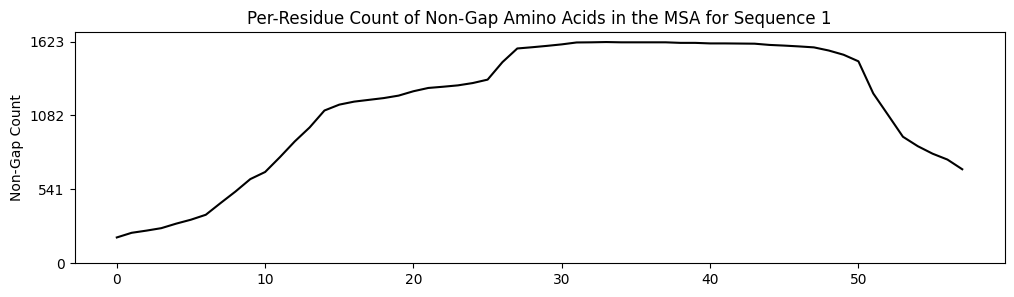 Per-Residue Count of Non-Gap Amino Acids in the MSA for Sequence 1
Non-Gap Count
1623
1082
541
0
0 10 20 30 40 50